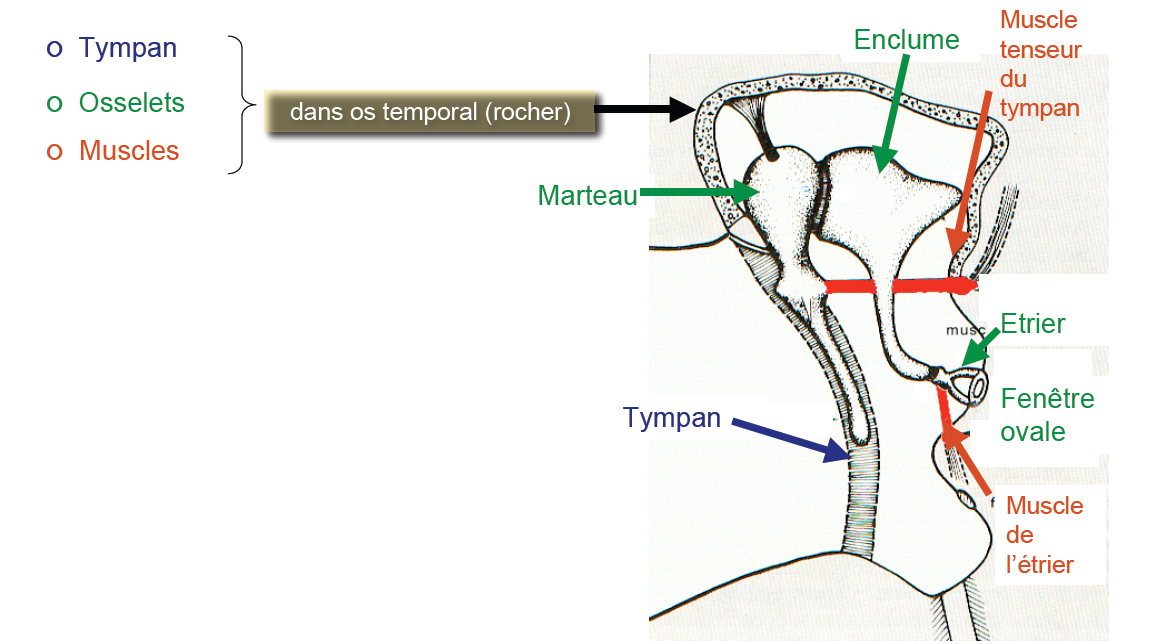 o Tympan
o Osselets
o Muscles
dans os temporal (rocher)
Marteau
Enclume
Muscle
tenseur
du
tympan
musc
Etrier
Fenêtre
ovale
Tympan
f
Muscle
de
l’étrier